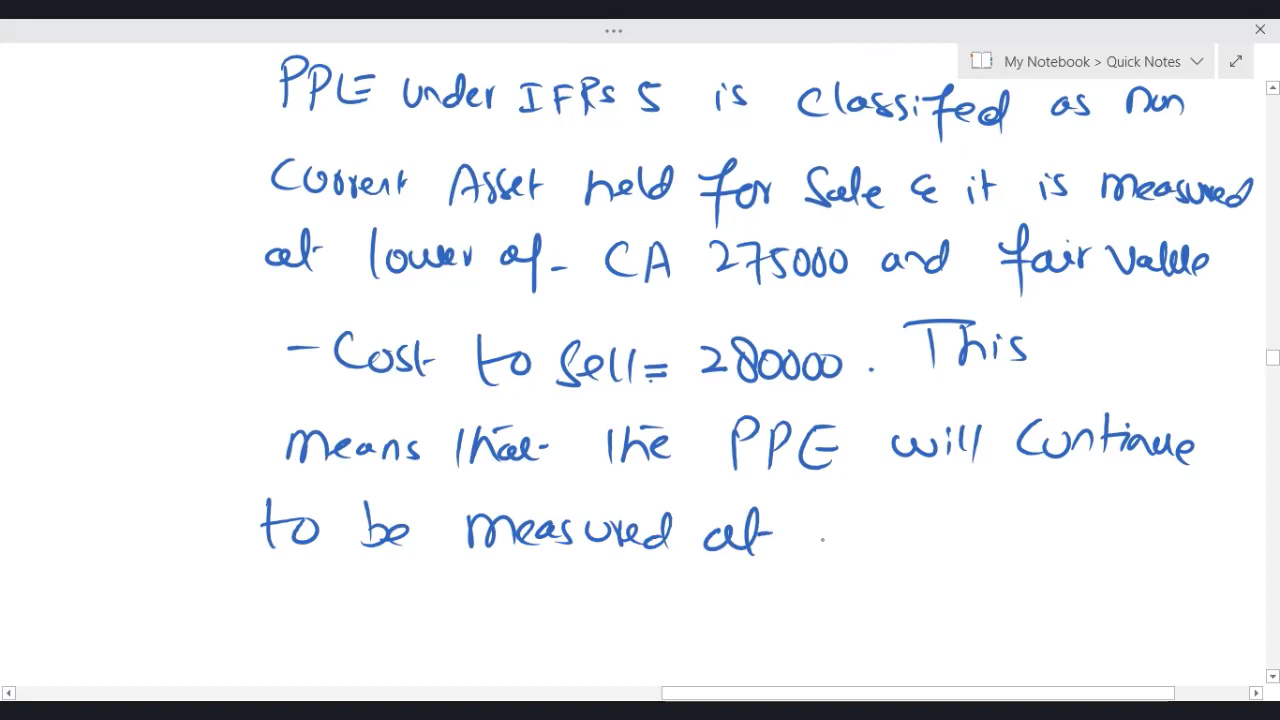 My Notebook > Quick Notes
PPE under IFRS 5 is classifed as non
Current Asset held for Sale & it is measured
at lower of - CA 275000 and fair value
- Cost to Sell = 280000. This
means that the PPE will continue
to be measured at